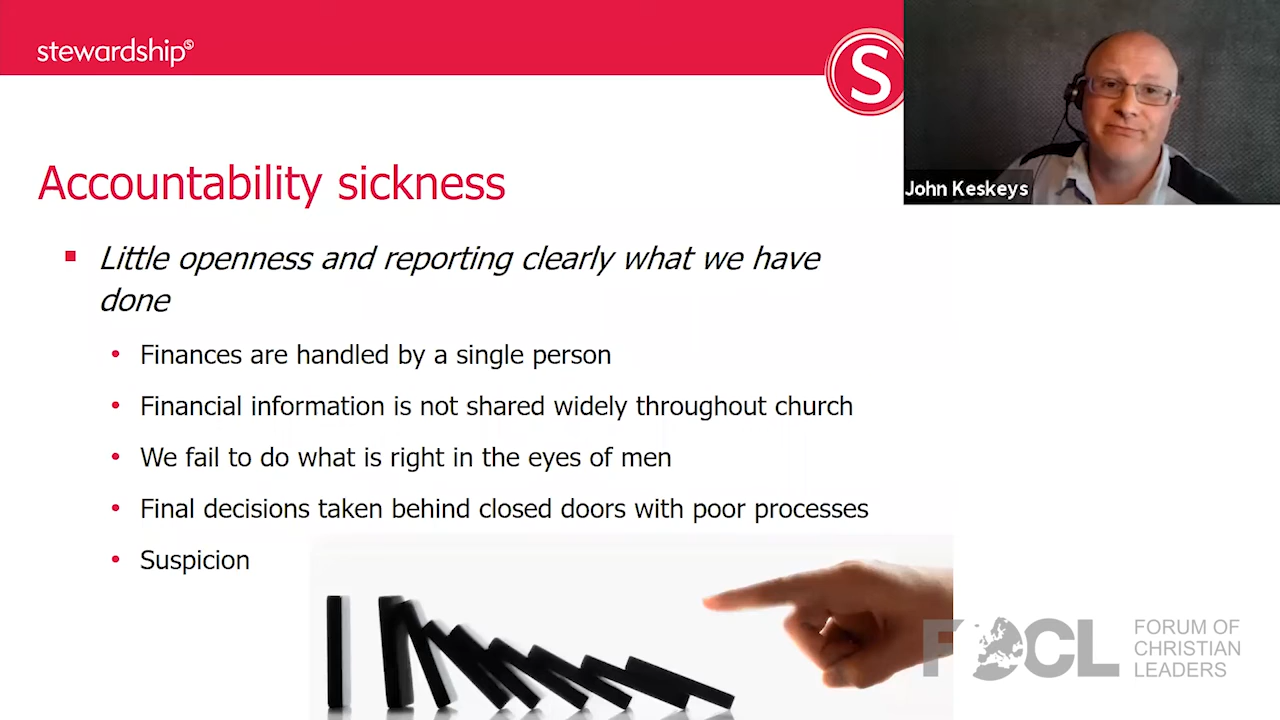 stewardship
S
John Keskeys
Accountability sickness
Little openness and reporting clearly what we have
done
Finances are handled by a single person
Financial information is not shared widely throughout church
We fail to do what is right in the eyes of men
Final decisions taken behind closed doors with poor processes
Suspicion
FOCL
FORUM OF
CHRISTIAN
LEADERS